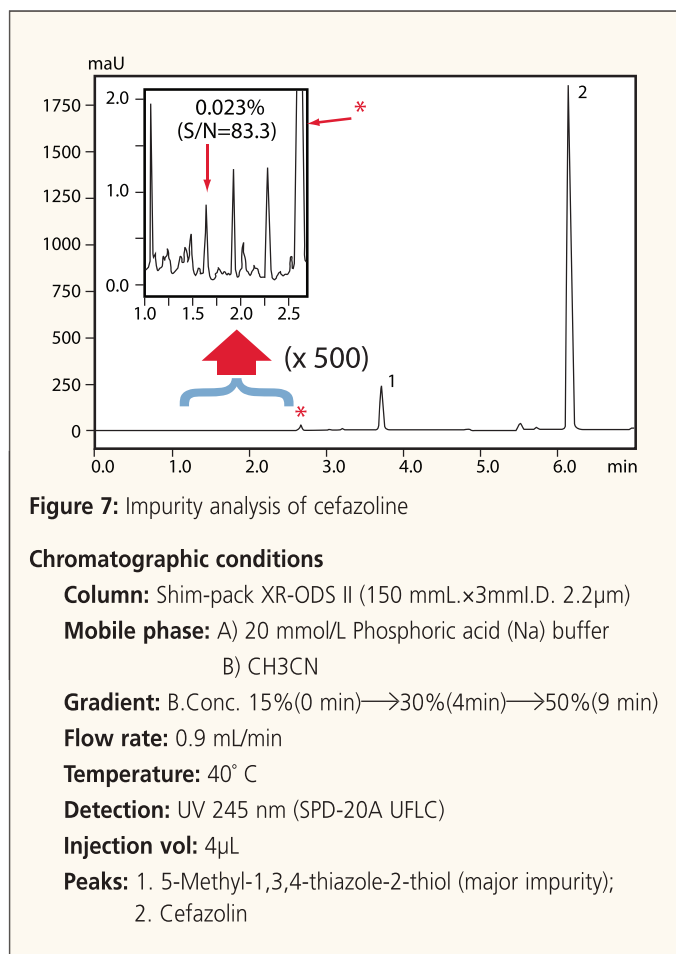 maU
2.0
0.023%
(S/N=83.3)
*
2
1750
1500
1.0
1250
1000
0.0
750
1.0 1.5 2.0 2.5
500
(x 500)
250
1
*
0
0.0 1.0 2.0 3.0 4.0 5.0 6.0 min
Figure 7: Impurity analysis of cefazoline
Chromatographic conditions
Column: Shim-pack XR-ODS II (150 mmL.×3mmI.D. 2.2µm)
Mobile phase: A) 20 mmol/L Phosphoric acid (Na) buffer
B) CH3CN
Gradient: B.Conc. 15%(0 min)→30%(4min)→50%(9 min)
Flow rate: 0.9 mL/min
Temperature: 40° C
Detection: UV 245 nm (SPD-20A UFLC)
Injection vol: 4µL
Peaks: 1. 5-Methyl-1,3,4-thiazole-2-thiol (major impurity);
2. Cefazolin